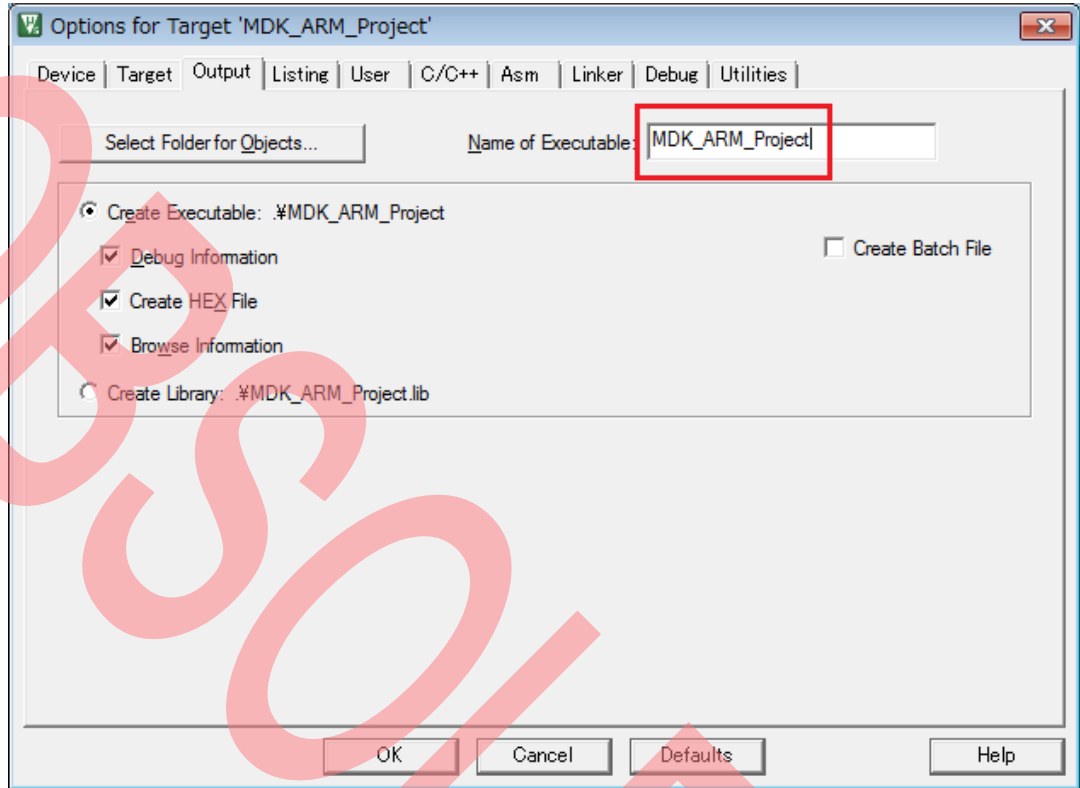 Options for Target 'MDK_ARM_Project'
Device Target Output Listing User C/C++ Asm Linker Debug Utilities
Select Folder for Objects... Name of Executable: MDK_ARM_Project
Create Executable: .¥MDK_ARM_Project
Debug Information Create Batch File
Create HEX File
Browse Information
Create Library: .¥MDK_ARM_Project.lib
OK Cancel Defaults Help